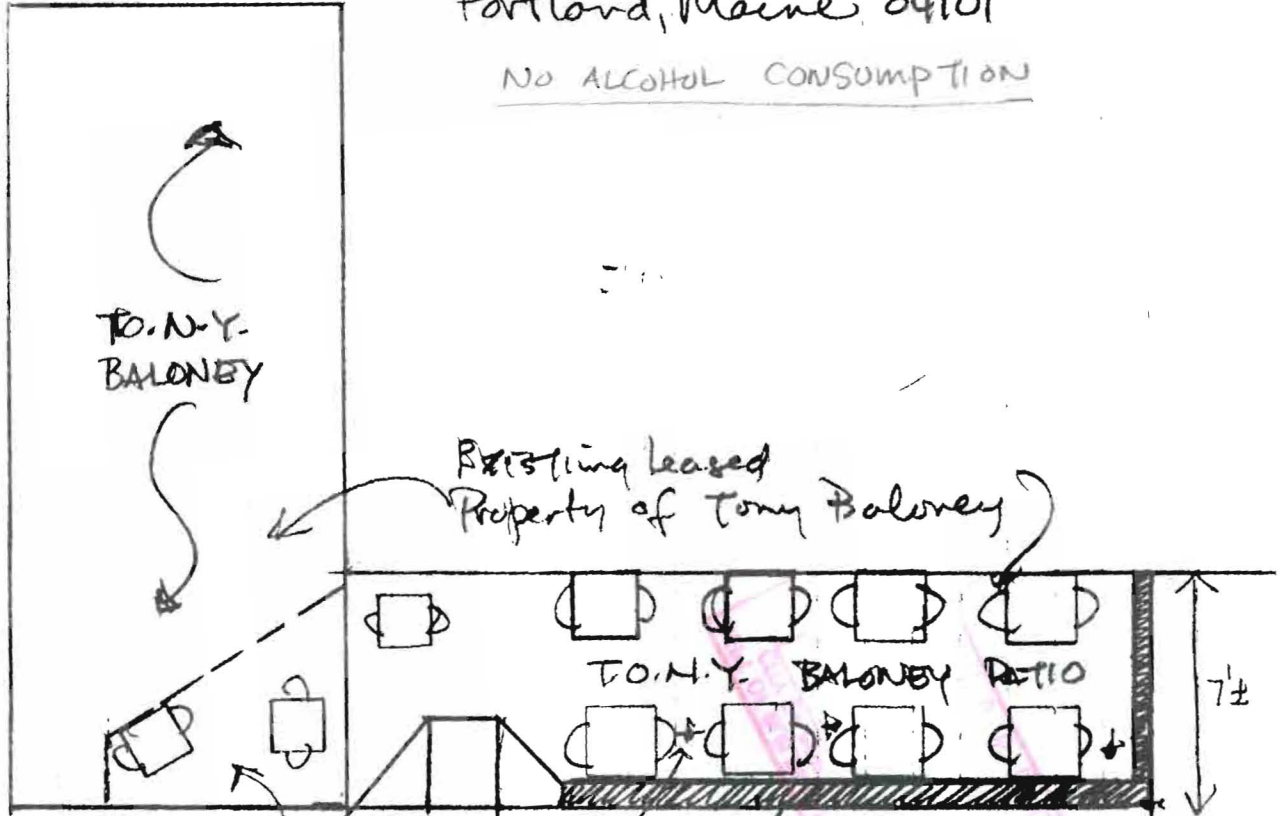 Portland, Maine 04101
NO ALCOHOL CONSUMPTION
TO.N.Y.
BALONEY
Existing Leased
Property of Tony Baloney
T.O.N.Y. BALONEY PATIO
7'±